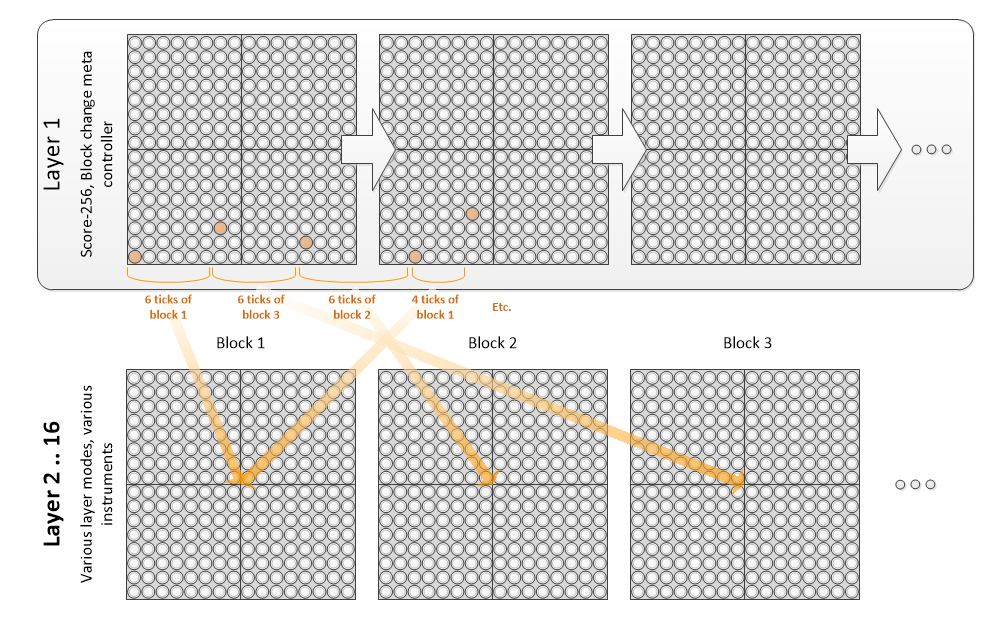 Layer 1
Score-256, Block change meta
controller
6 ticks of
block 1
6 ticks of
block 3
6 ticks of
block 2
4 ticks of
block 1
Etc.
Block 1
Block 2
Block 3
Layer 2 .. 16
Various layer modes, various
instruments